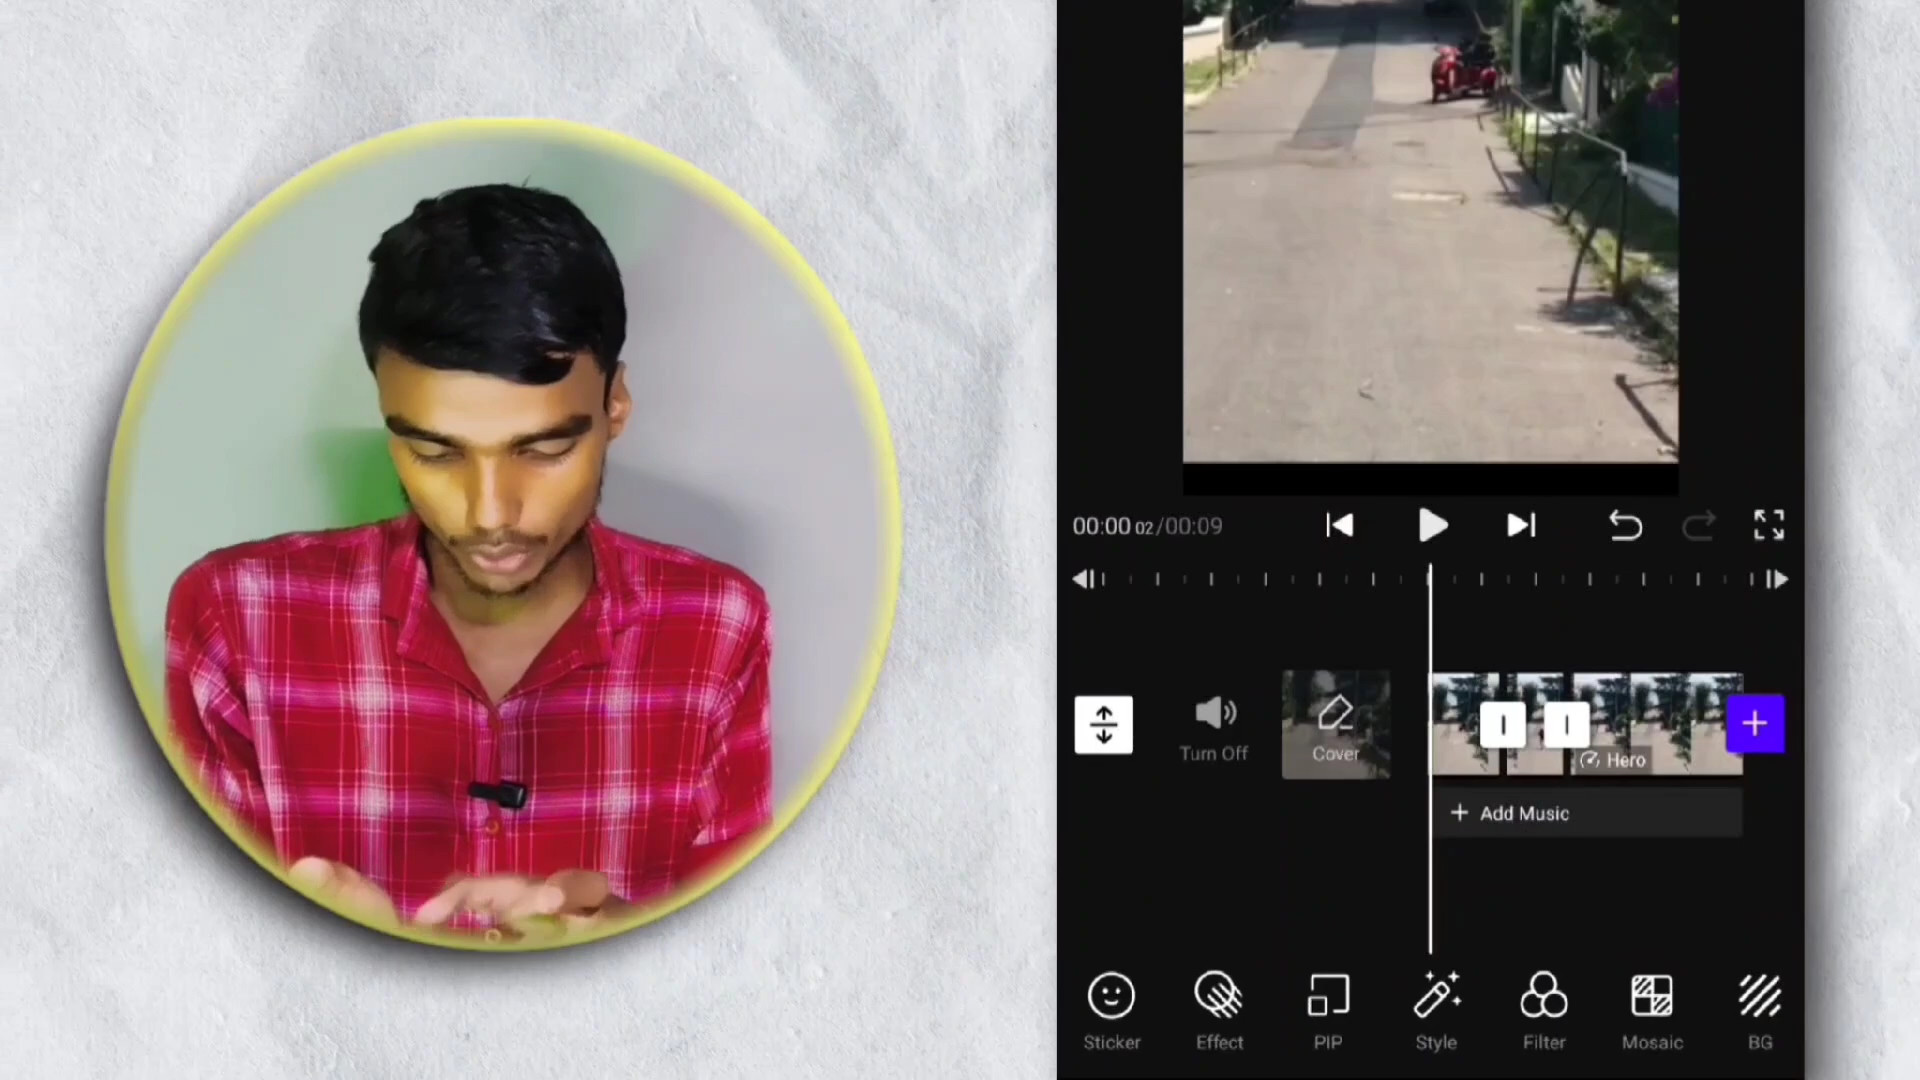 00:00 02/00:09
Turn Off
Cover
Hero
+ Add Music
Sticker
Effect
PIP
Style
Filter
Mosaic
BG